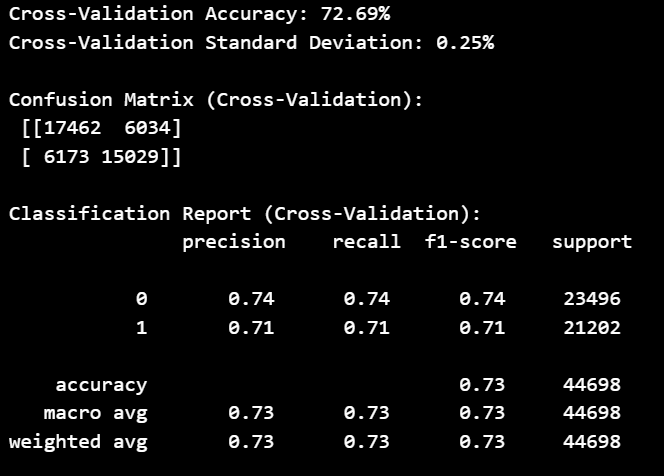 Cross-Validation Accuracy: 72.69%
Cross-Validation Standard Deviation: 0.25%
Confusion Matrix (Cross-Validation):
[[17462  6034]
[ 6173 15029]]
Classification Report (Cross-Validation):
precision recall f1-score support
0 0.74 0.74 0.74 23496
1 0.71 0.71 0.71 21202
accuracy 0.73 44698
macro avg 0.73 0.73 0.73 44698
weighted avg 0.73 0.73 0.73 44698